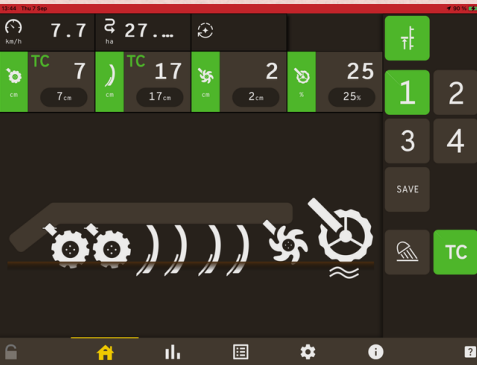 13:44 Thu 7 Sep
90 %
km/h 7.7
ha 27....
TC 7
cm 7cm
TC 17
cm 17cm
2
cm 2cm
25
% 25%
1 2
3 4
SAVE
TC
i
?